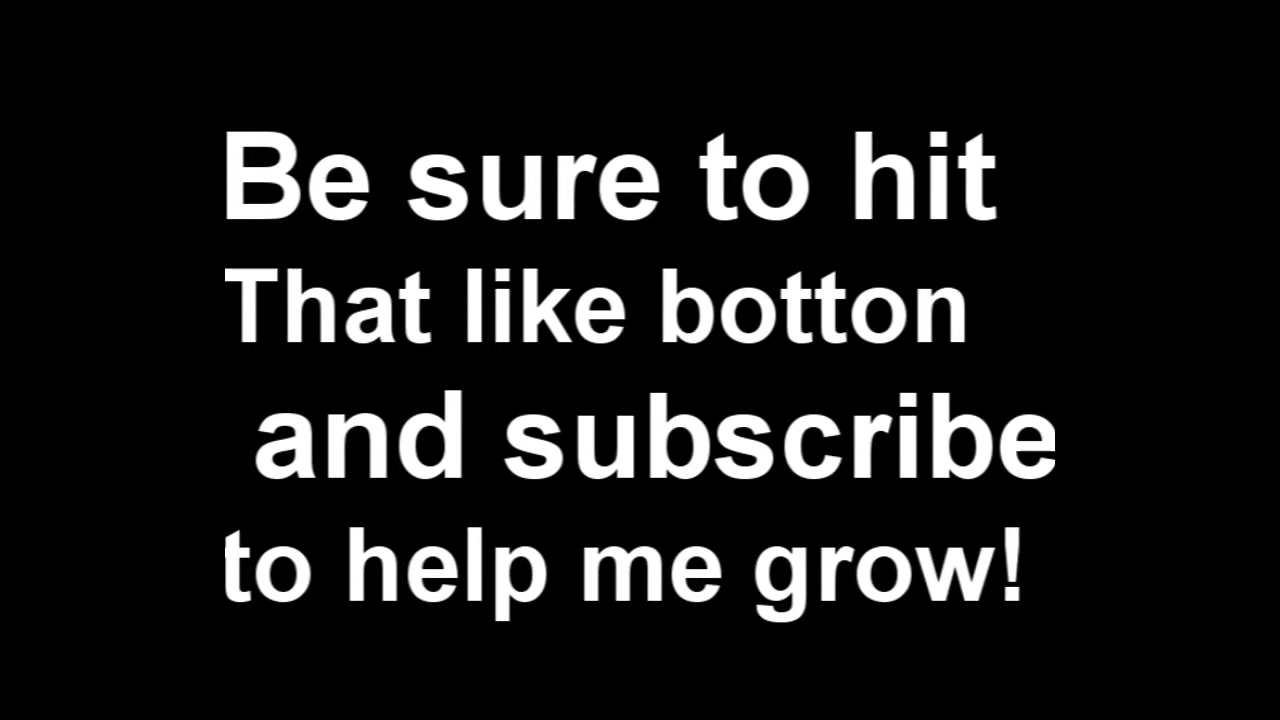 Be sure to hit
That like botton
and subscribe
to help me grow!